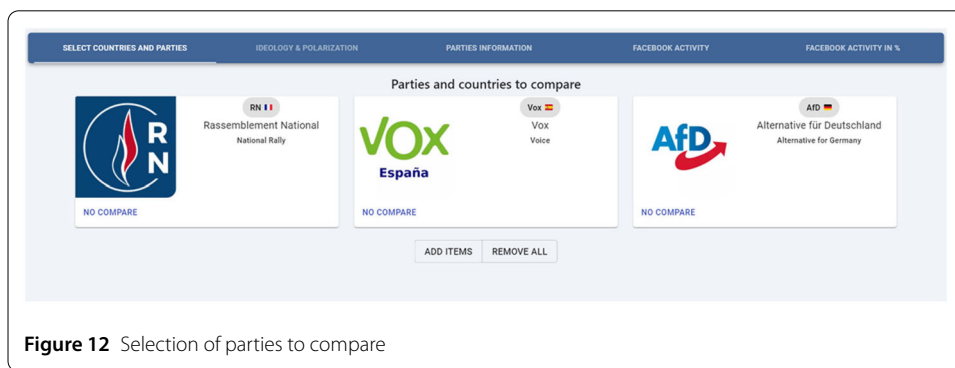 SELECT COUNTRIES AND PARTIES IDEOLOGY & POLARIZATION PARTIES INFORMATION FACEBOOK ACTIVITY FACEBOOK ACTIVITY IN %
Parties and countries to compare
RN
R
N
Rassemblement National
National Rally
NO COMPARE
Vox
VOX
España
Vox
Voice
NO COMPARE
AfD
AfD
Alternative für Deutschland
Alternative for Germany
NO COMPARE
ADD ITEMS REMOVE ALL
Figure 12 Selection of parties to compare